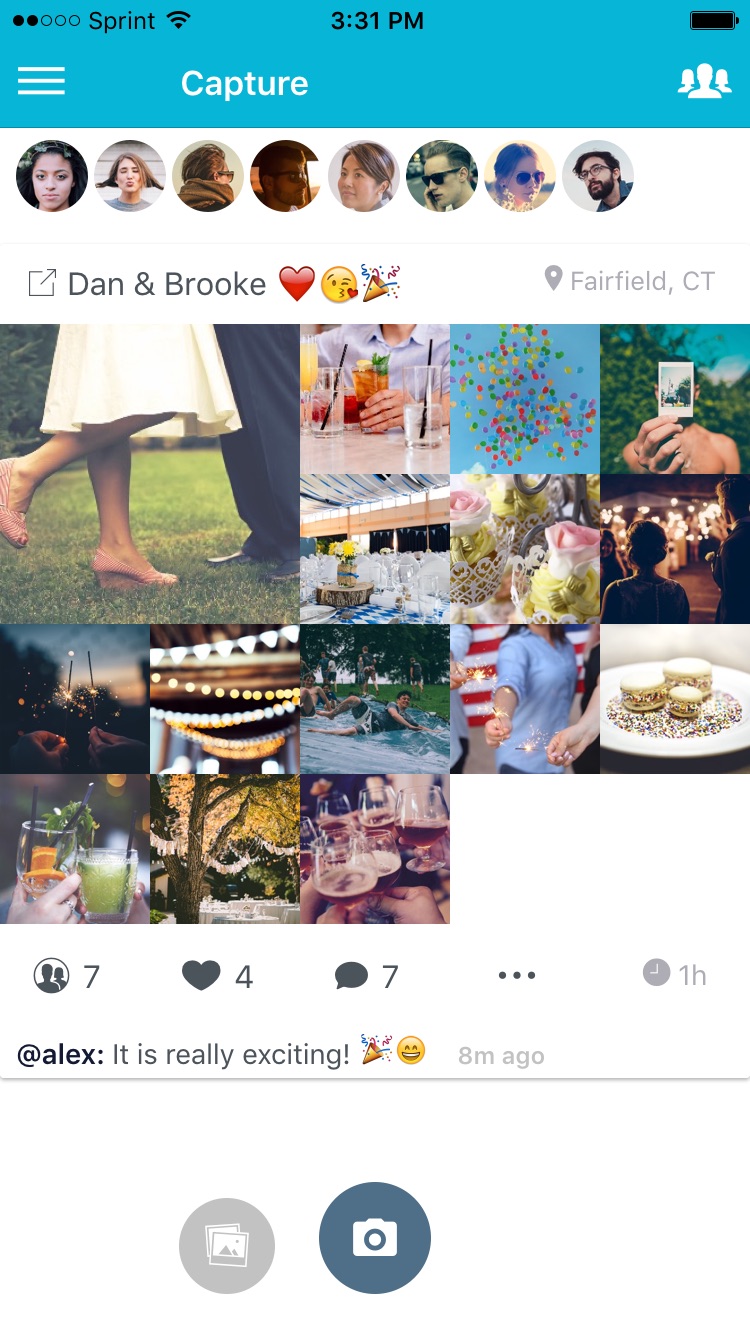 Sprint 3:31 PM
Capture
Dan & Brooke ❤️😘🎉 Fairfield, CT
7 4 7 ••• 1h
@alex: It is really exciting! 🎉😄 8m ago